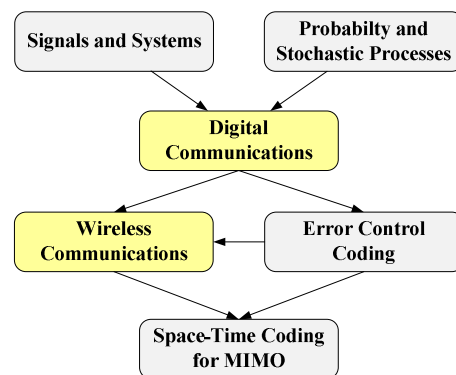 Signals and Systems
Probabilty and
Stochastic Processes
Digital
Communications
Wireless
Communications
Error Control
Coding
Space-Time Coding
for MIMO